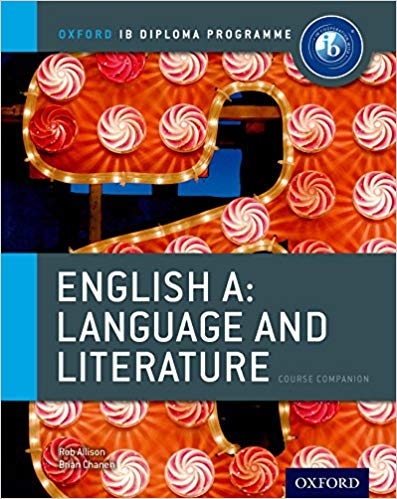 OXFORD IB DIPLOMA PROGRAMME
ib
ENGLISH A:
LANGUAGE AND
LITERATURE
COURSE COMPANION
Rob Allison
Brian Chanen
OXFORD